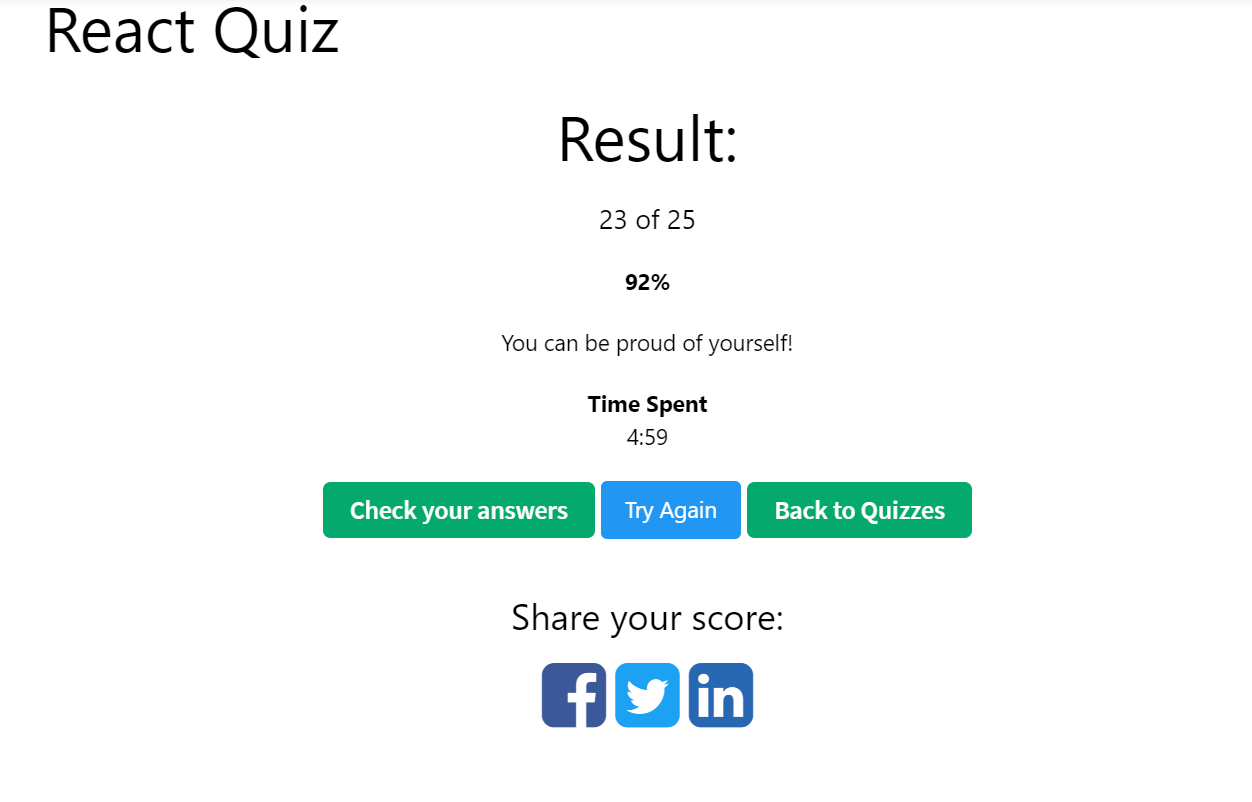 React Quiz
Result:
23 of 25
92%
You can be proud of yourself!
Time Spent
4:59
Check your answers Try Again Back to Quizzes
Share your score:
f in